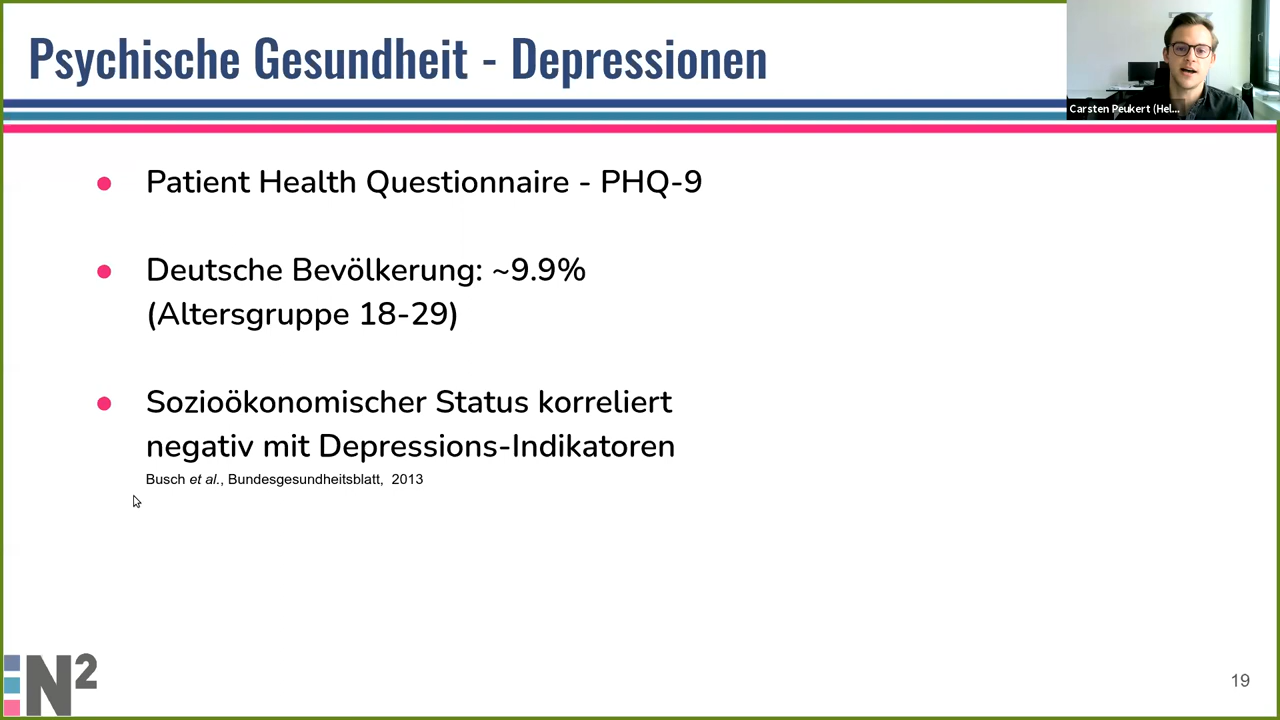 Psychische Gesundheit - Depressionen
Carsten Peukert (Hel...
Patient Health Questionnaire - PHQ-9
Deutsche Bevölkerung: ~9.9%
(Altersgruppe 18-29)
Sozioökonomischer Status korreliert
negativ mit Depressions-Indikatoren
Busch et al., Bundesgesundheitsblatt, 2013
N²
19